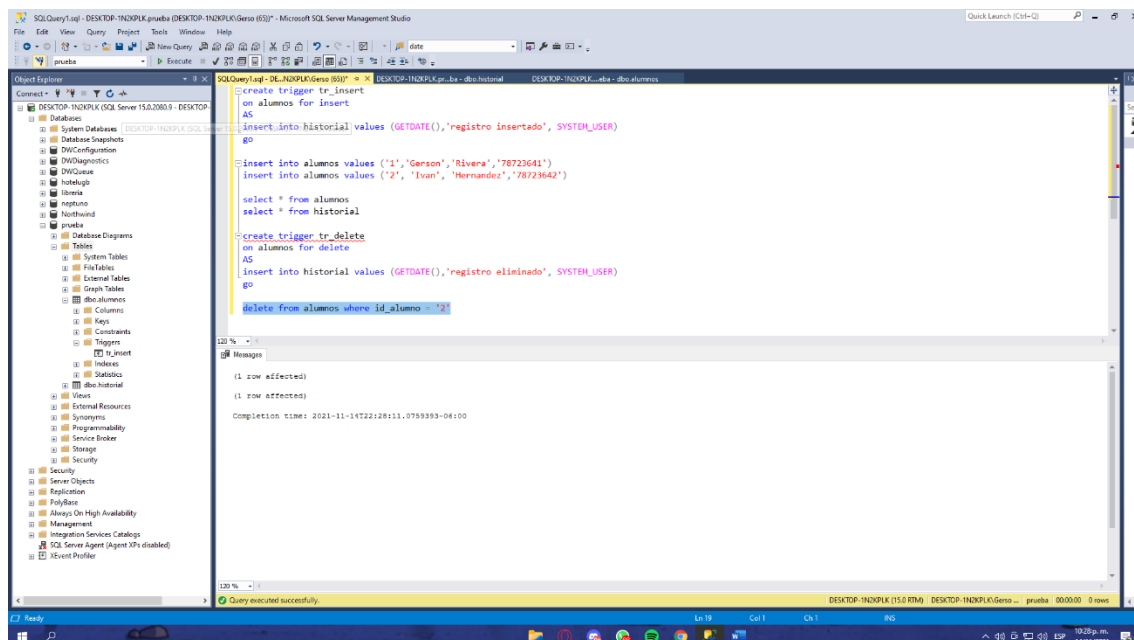 SQLQuery1.sql - DESKTOP-1N2KPLK.prueba (DESKTOP-1N2KPLK\Gerso (65))* - Microsoft SQL Server Management Studio
Quick Launch (Ctrl+Q)
File Edit View Query Project Tools Window Help
New Query
date
prueba
Execute
Object Explorer
SQLQuery1.sql - DE...N2KPLK\Gerso (65))*
DESKTOP-1N2KPLK.pr...ba - dbo.historial
DESKTOP-1N2KPLK....eba - dbo.alumnos
Connect
DESKTOP-1N2KPLK (SQL Server 15.0.2080.9 - DESKTOP-
Databases
System Databases
Database Snapshots
DWConfiguration
DWDiagnostics
DWQueue
hotelugb
libreria
neptuno
Northwind
prueba
Database Diagrams
Tables
System Tables
FileTables
External Tables
Graph Tables
dbo.alumnos
Columns
Keys
Constraints
Triggers
tr_insert
Indexes
Statistics
dbo.historial
Views
External Resources
Synonyms
Programmability
Service Broker
Storage
Security
Security
Server Objects
Replication
PolyBase
Always On High Availability
Management
Integration Services Catalogs
SQL Server Agent (Agent XPs disabled)
XEvent Profiler
create trigger tr_insert
on alumnos for insert
AS
insert into historial values (GETDATE(),'registro insertado', SYSTEM_USER)
go
insert into alumnos values ('1','Gerson','Rivera','78723641')
insert into alumnos values ('2', 'Ivan', 'Hernandez','78723642')
select * from alumnos
select * from historial
create trigger tr_delete
on alumnos for delete
AS
insert into historial values (GETDATE(),'registro eliminado', SYSTEM_USER)
go
delete from alumnos where id_alumno = '2'
120 %
Messages
(1 row affected)
(1 row affected)
Completion time: 2021-11-14T22:28:11.0759393-06:00
120 %
Query executed successfully.
DESKTOP-1N2KPLK (15.0 RTM)
DESKTOP-1N2KPLK\Gerso ...
prueba
00:00:00
0 rows
Ready
Ln 19
Col 1
Ch 1
INS
ESP
10:28 p. m.